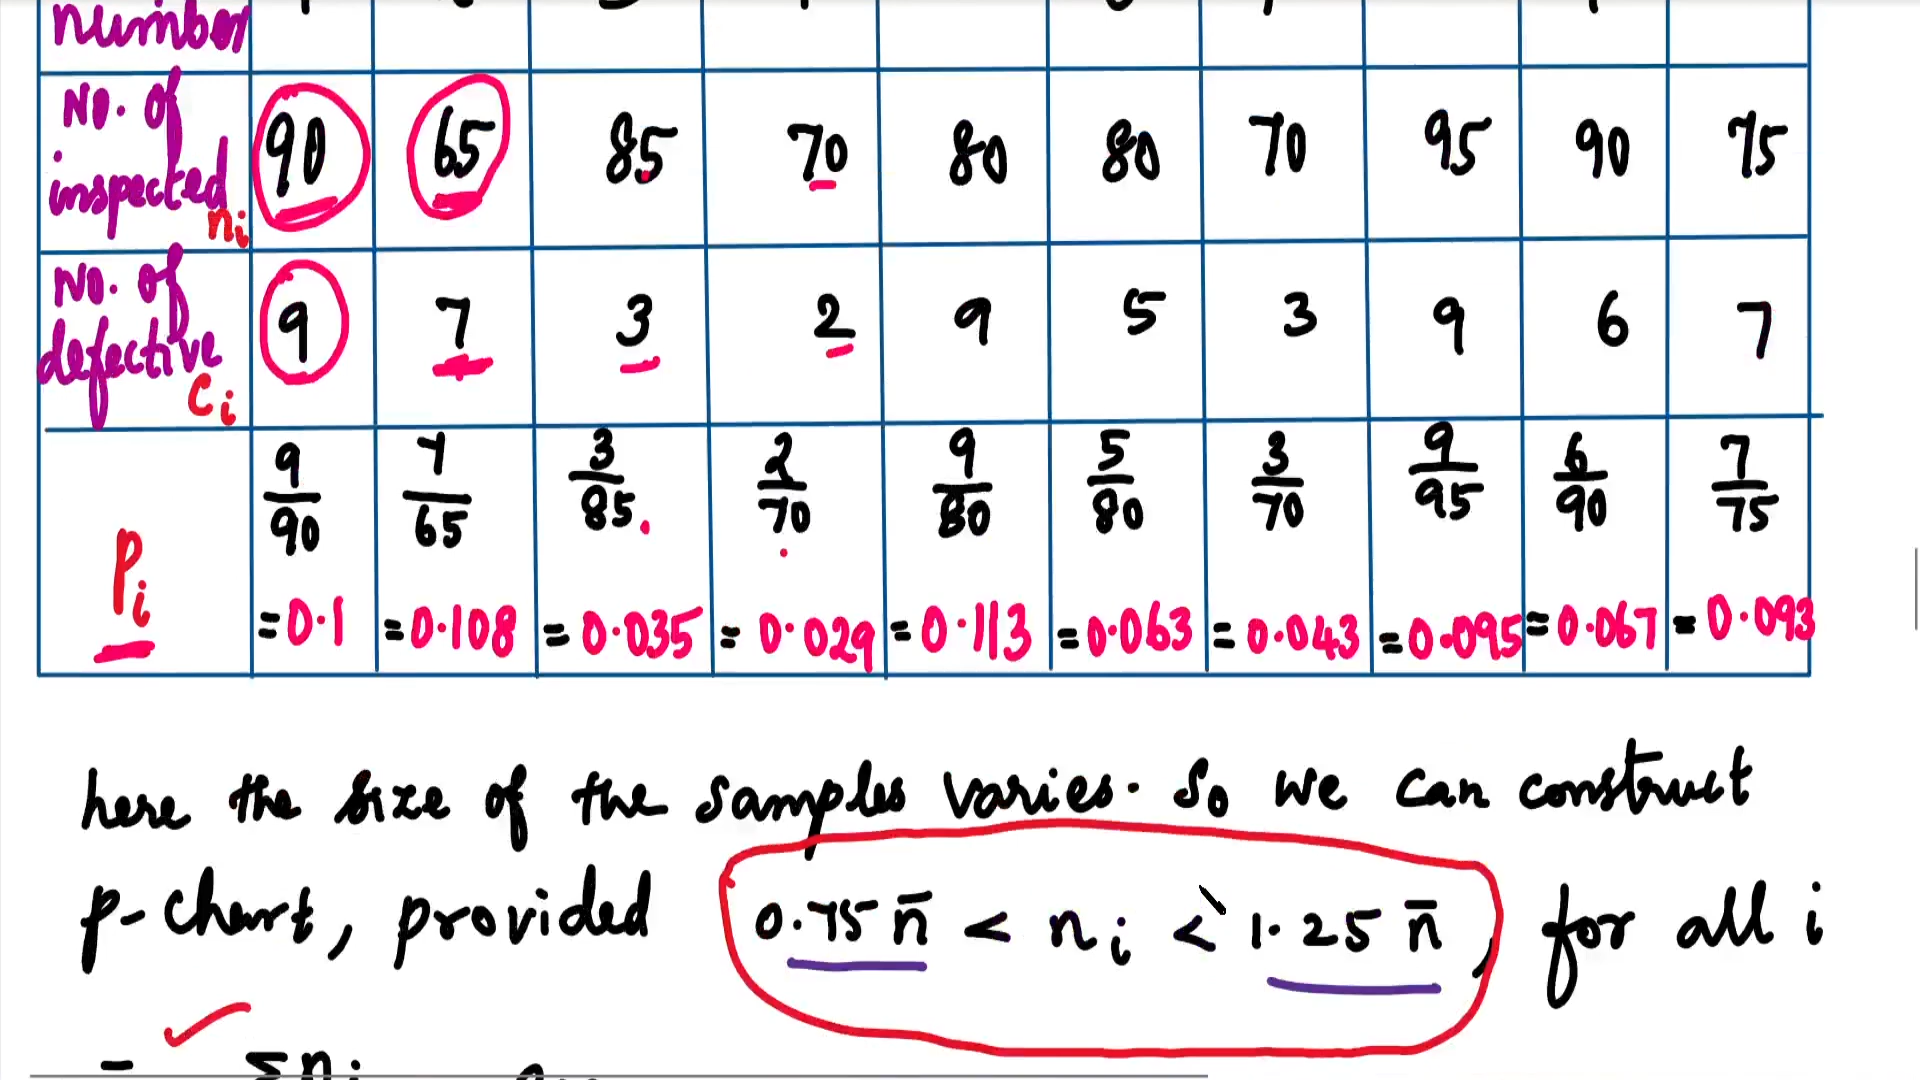 number
No. of inspected ni 90 65 85 70 80 80 70 95 90 75
No. of defective ci 9 7 3 2 9 5 3 9 6 7
Pi 9/90 7/65 3/85 2/70 9/80 5/80 3/70 9/95 6/90 7/75
=0.1 =0.108 =0.035 =0.029 =0.113 =0.063 =0.043 =0.095 =0.067 =0.093
here the size of the samples varies. So we can construct
p-chart, provided 0.75 n̄ < ni < 1.25 n̄, for all i
Σni